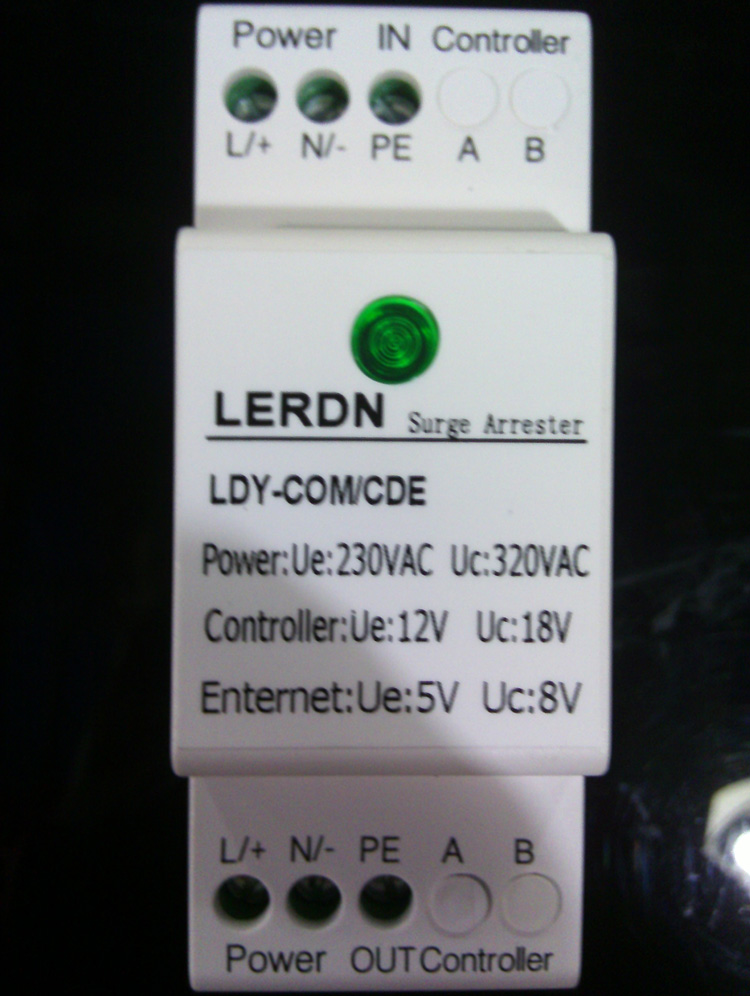 Power IN Controller
L/+ N/- PE A B
LERDN Surge Arrester
LDY-COM/CDE
Power:Ue:230VAC Uc:320VAC
Controller:Ue:12V Uc:18V
Enternet:Ue:5V Uc:8V
L/+ N/- PE A B
Power OUT Controller